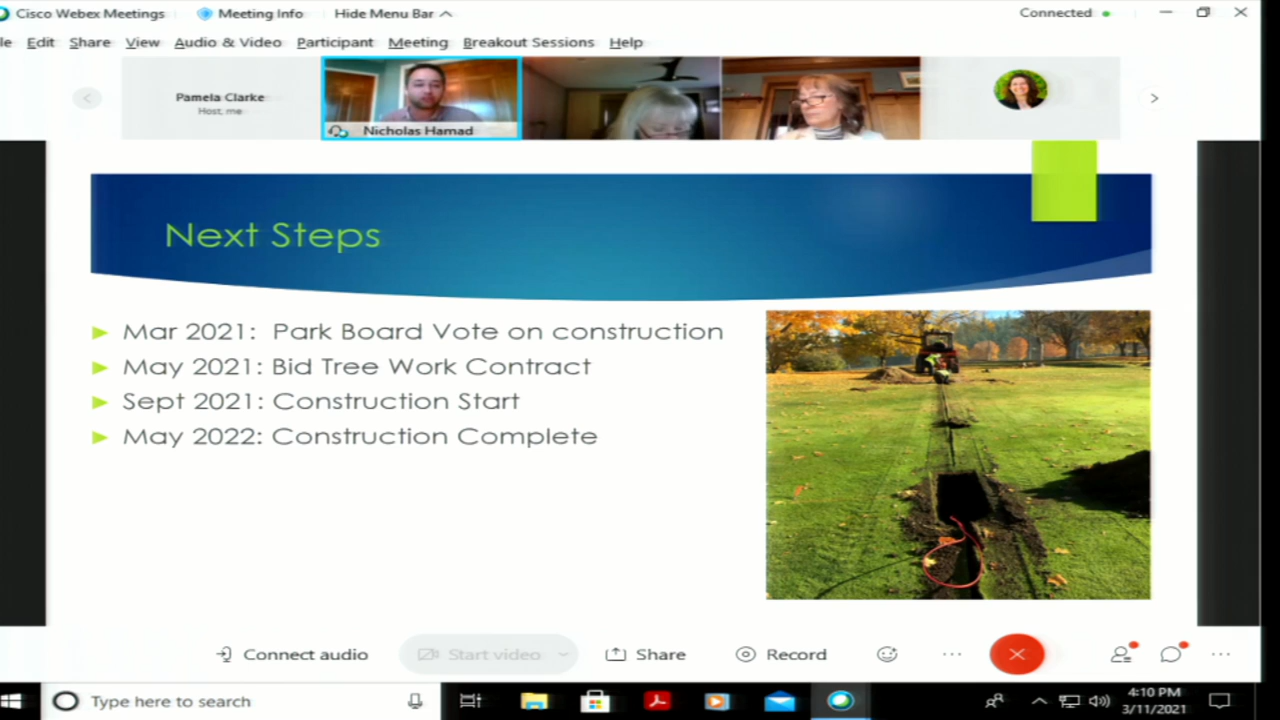 Cisco Webex Meetings Meeting Info Hide Menu Bar Connected
le Edit Share View Audio & Video Participant Meeting Breakout Sessions Help
Pamela Clarke
Host, me
Nicholas Hamad
Next Steps
Mar 2021: Park Board Vote on construction
May 2021: Bid Tree Work Contract
Sept 2021: Construction Start
May 2022: Construction Complete
Connect audio Start video Share Record
Type here to search
4:10 PM
3/11/2021